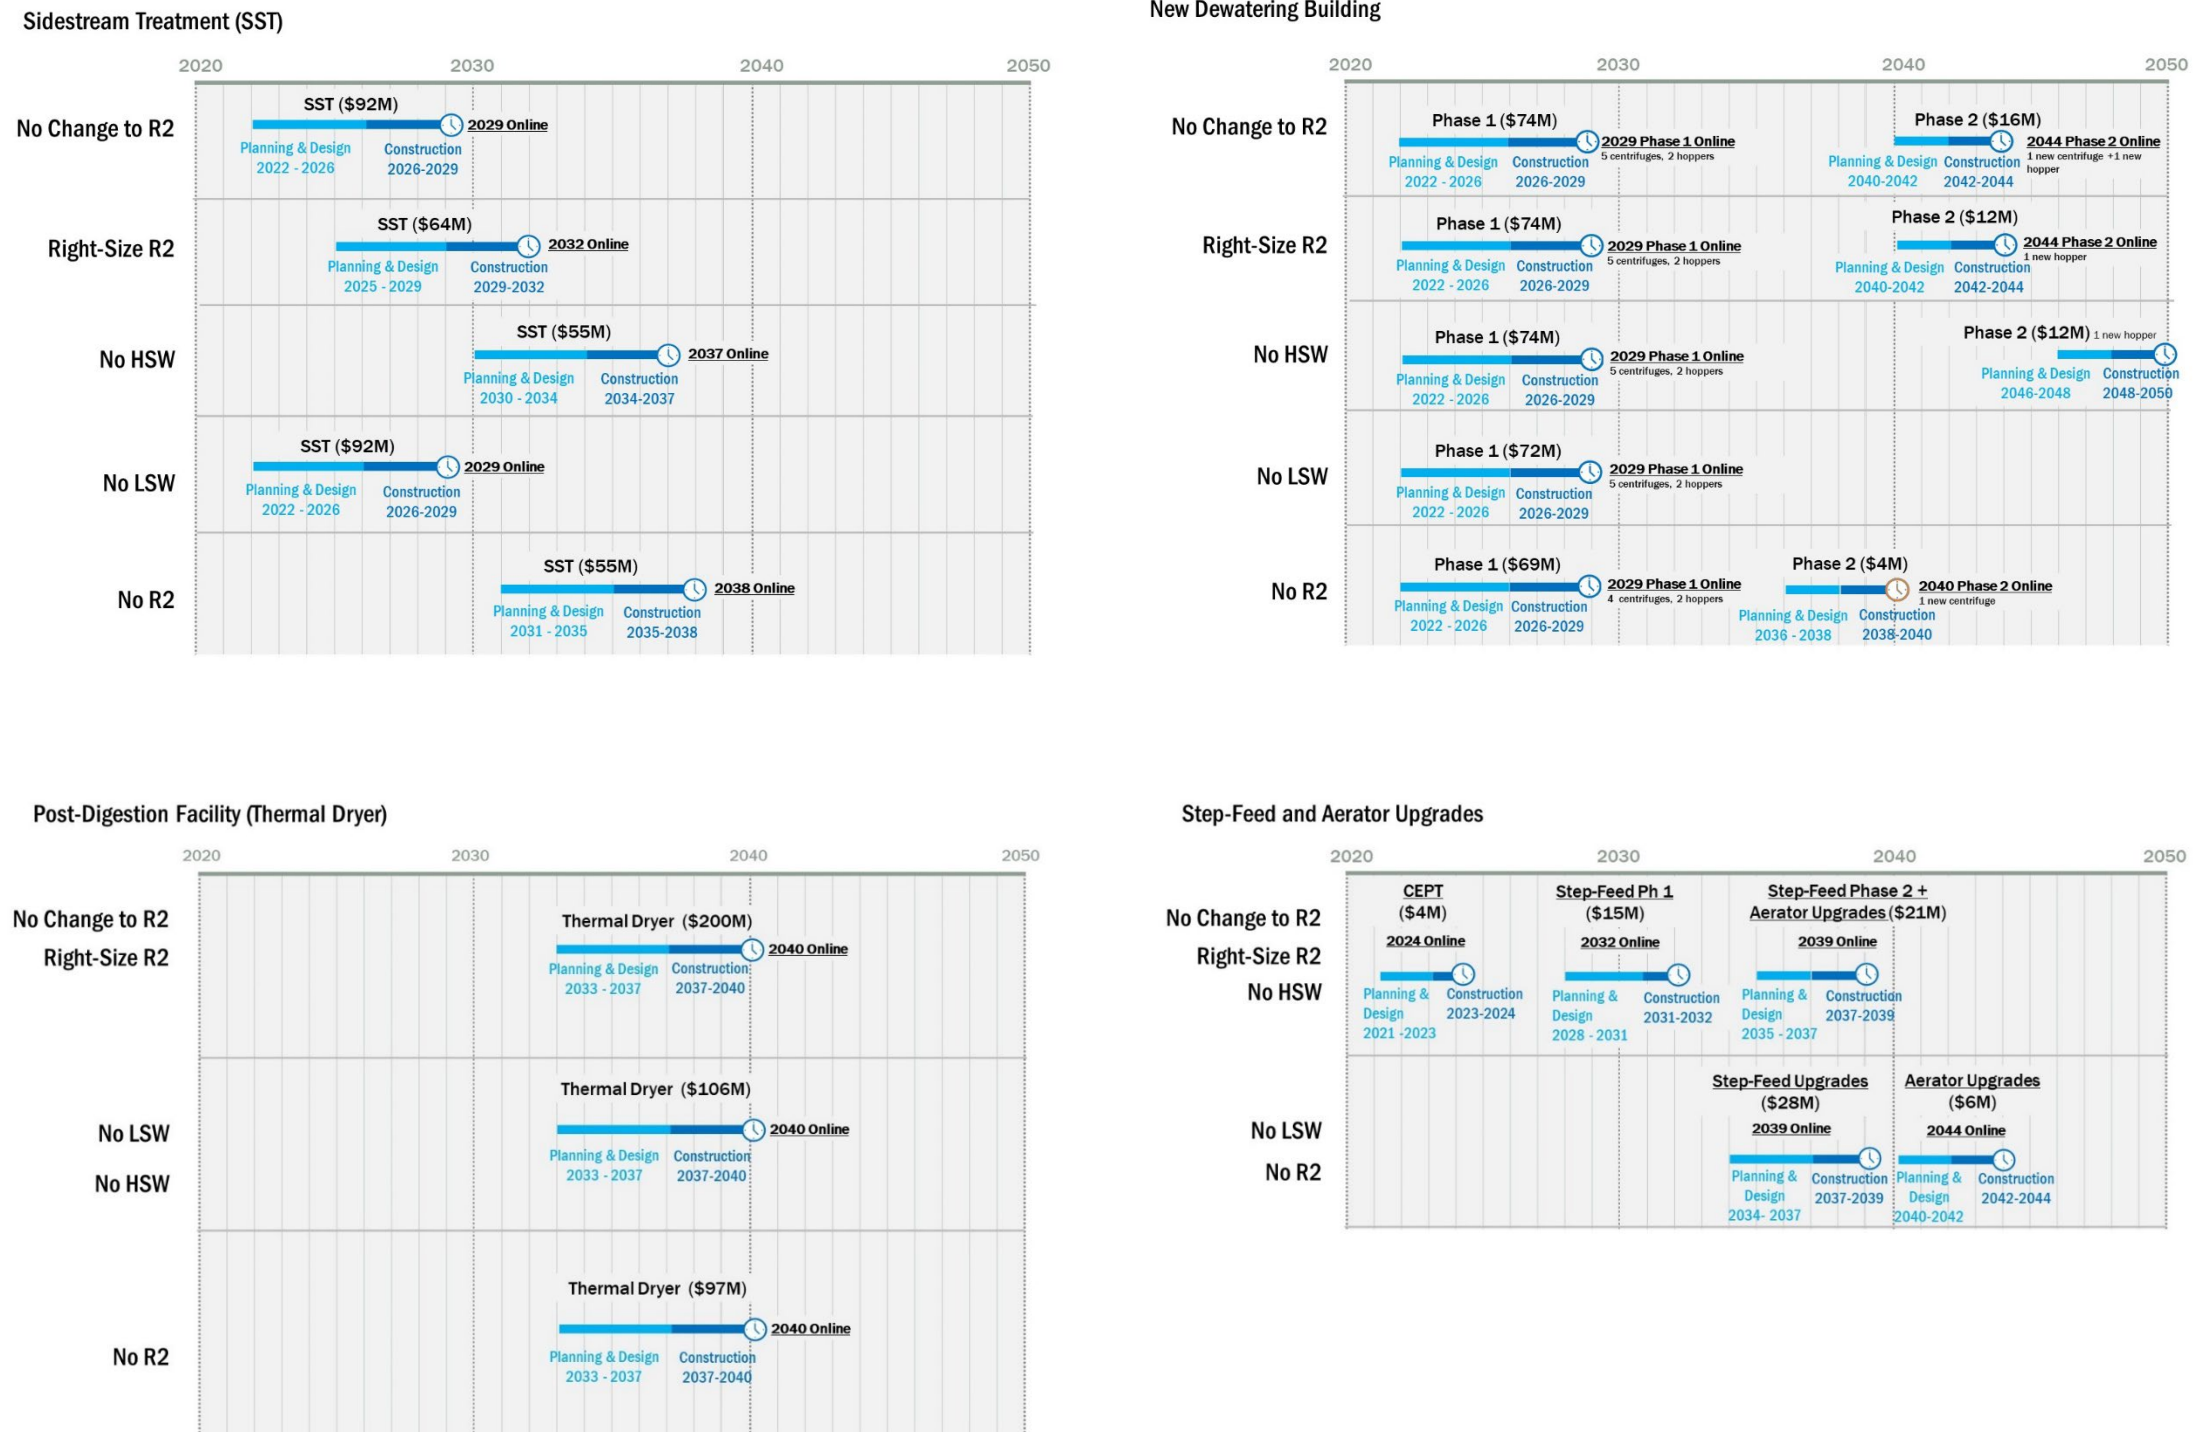 Sidestream Treatment (SST)
2020 2030 2040 2050
No Change to R2
SST ($92M)
2029 Online
Planning & Design
2022 - 2026
Construction
2026-2029
Right-Size R2
SST ($64M)
2032 Online
Planning & Design
2025 - 2029
Construction
2029-2032
No HSW
SST ($55M)
2037 Online
Planning & Design
2030 - 2034
Construction
2034-2037
No LSW
SST ($92M)
2029 Online
Planning & Design
2022 - 2026
Construction
2026-2029
No R2
SST ($55M)
2038 Online
Planning & Design
2031 - 2035
Construction
2035-2038
New Dewatering Building
2020 2030 2040 2050
No Change to R2
Phase 1 ($74M)
2029 Phase 1 Online
5 centrifuges, 2 hoppers
Planning & Design
2022 - 2026
Construction
2026-2029
Phase 2 ($16M)
2044 Phase 2 Online
1 new centrifuge +1 new
hopper
Planning & Design
2040-2042
Construction
2042-2044
Right-Size R2
Phase 1 ($74M)
2029 Phase 1 Online
5 centrifuges, 2 hoppers
Planning & Design
2022 - 2026
Construction
2026-2029
Phase 2 ($12M)
2044 Phase 2 Online
1 new hopper
Planning & Design
2040-2042
Construction
2042-2044
No HSW
Phase 1 ($74M)
2029 Phase 1 Online
5 centrifuges, 2 hoppers
Planning & Design
2022 - 2026
Construction
2026-2029
Phase 2 ($12M) 1 new hopper
Planning & Design
2046-2048
Construction
2048-2050
No LSW
Phase 1 ($72M)
2029 Phase 1 Online
5 centrifuges, 2 hoppers
Planning & Design
2022 - 2026
Construction
2026-2029
No R2
Phase 1 ($69M)
2029 Phase 1 Online
4 centrifuges, 2 hoppers
Planning & Design
2022 - 2026
Construction
2026-2029
Phase 2 ($4M)
2040 Phase 2 Online
1 new centrifuge
Planning & Design
2036 - 2038
Construction
2038-2040
Post-Digestion Facility (Thermal Dryer)
2020 2030 2040 2050
No Change to R2
Right-Size R2
Thermal Dryer ($200M)
2040 Online
Planning & Design
2033 - 2037
Construction
2037-2040
No LSW
No HSW
Thermal Dryer ($106M)
2040 Online
Planning & Design
2033 - 2037
Construction
2037-2040
No R2
Thermal Dryer ($97M)
2040 Online
Planning & Design
2033 - 2037
Construction
2037-2040
Step-Feed and Aerator Upgrades
2020 2030 2040 2050
No Change to R2
Right-Size R2
No HSW
CEPT
($4M)
2024 Online
Planning &
Design
2021 -2023
Construction
2023-2024
Step-Feed Ph 1
($15M)
2032 Online
Planning &
Design
2028 - 2031
Construction
2031-2032
Step-Feed Phase 2 +
Aerator Upgrades ($21M)
2039 Online
Planning &
Design
2035 - 2037
Construction
2037-2039
No LSW
No R2
Step-Feed Upgrades
($28M)
2039 Online
Planning &
Design
2034- 2037
Construction
2037-2039
Aerator Upgrades
($6M)
2044 Online
Planning &
Design
2040-2042
Construction
2042-2044